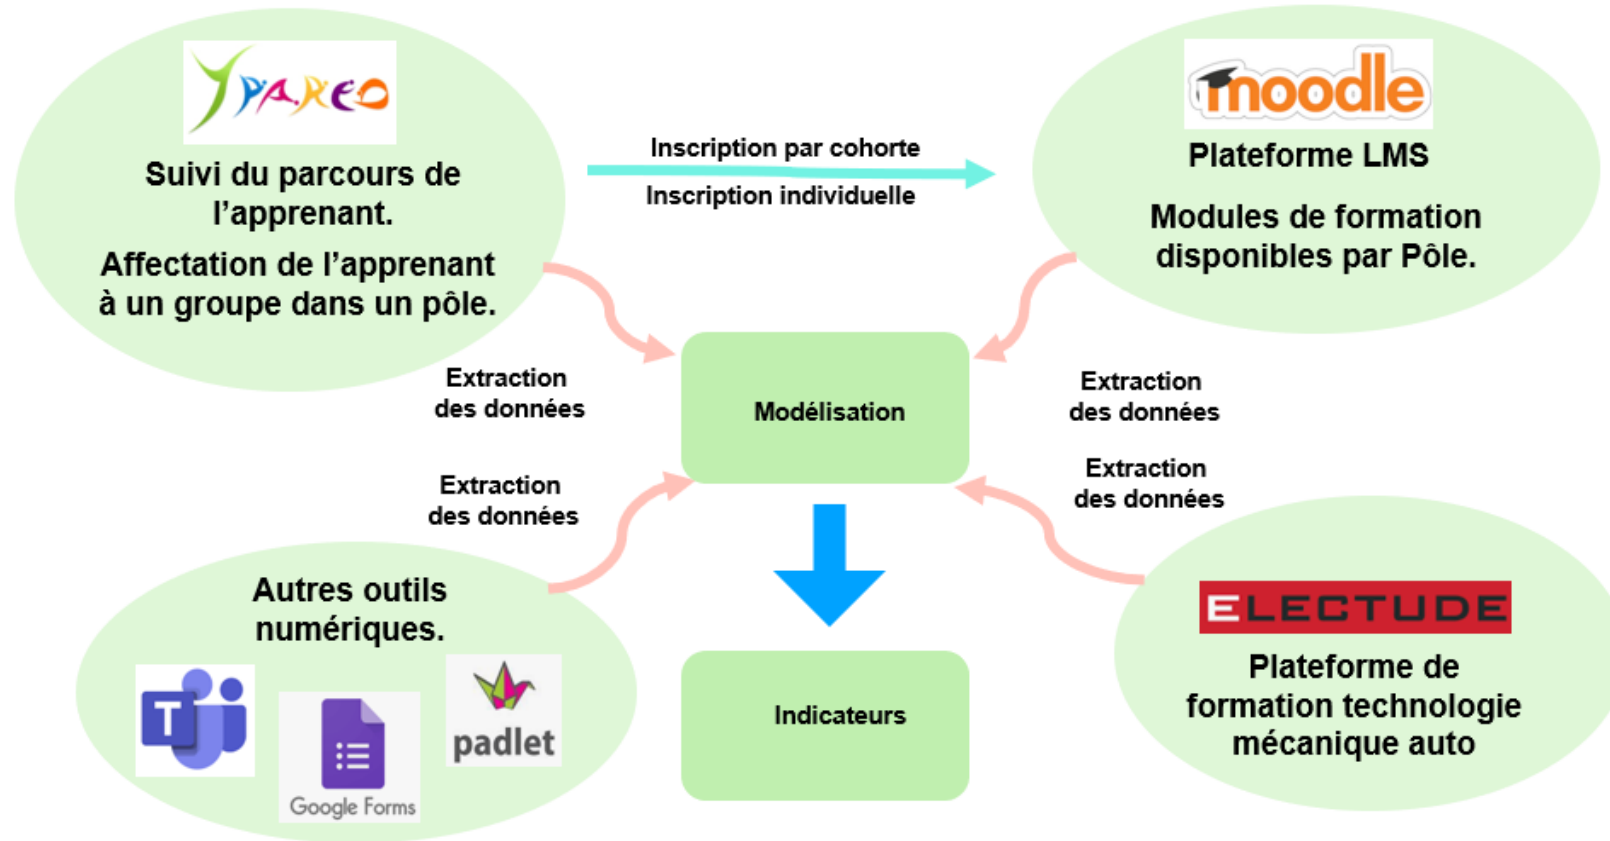 YPAREO
Suivi du parcours de
l'apprenant.
Affectation de l'apprenant
à un groupe dans un pôle.
Inscription par cohorte
Inscription individuelle
moodle
Plateforme LMS
Modules de formation
disponibles par Pôle.
Extraction
des données
Modélisation
Extraction
des données
Extraction
des données
Extraction
des données
Autres outils
numériques.
T
Google Forms
padlet
Indicateurs
ELECTUDE
Plateforme de
formation technologie
mécanique auto